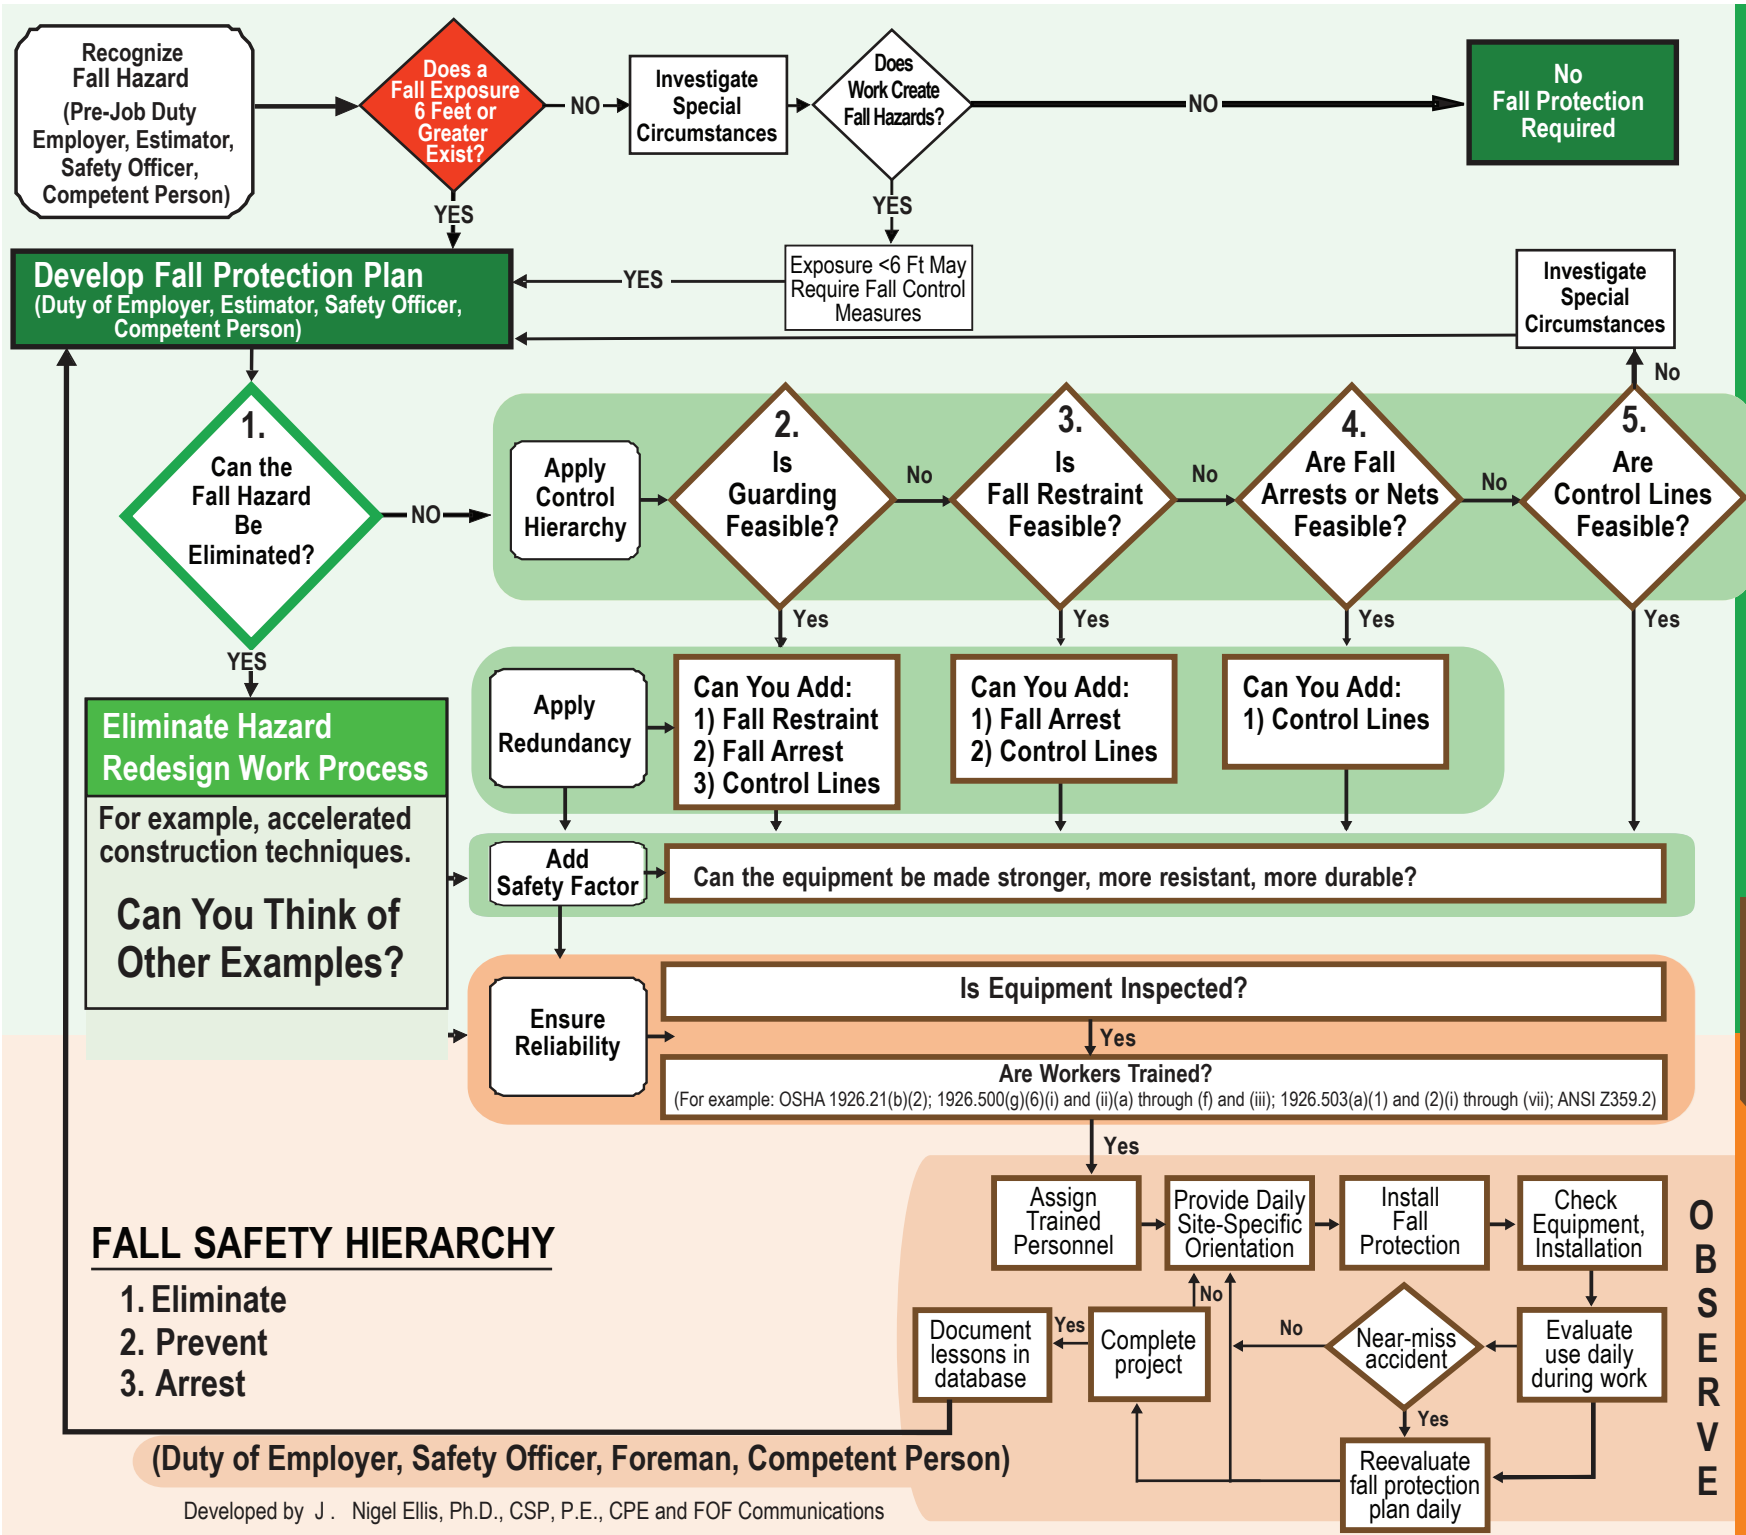 Recognize
Fall Hazard
(Pre-Job Duty
Employer, Estimator,
Safety Officer,
Competent Person)
Does a
Fall Exposure
6 Feet or
Greater
Exist?
NO
Investigate
Special
Circumstances
Does
Work Create
Fall Hazards?
NO
No
Fall Protection
Required
YES
YES
Develop Fall Protection Plan
(Duty of Employer, Estimator, Safety Officer,
Competent Person)
YES
Exposure <6 Ft May
Require Fall Control
Measures
Investigate
Special
Circumstances
No
1.
Can the
Fall Hazard
Be
Eliminated?
NO
Apply
Control
Hierarchy
2.
Is
Guarding
Feasible?
No
3.
Is
Fall Restraint
Feasible?
No
4.
Are Fall
Arrests or Nets
Feasible?
No
5.
Are
Control Lines
Feasible?
YES
Yes
Yes
Yes
Yes
Eliminate Hazard
Redesign Work Process
For example, accelerated
construction techniques.
Can You Think of
Other Examples?
Apply
Redundancy
Can You Add:
1) Fall Restraint
2) Fall Arrest
3) Control Lines
Can You Add:
1) Fall Arrest
2) Control Lines
Can You Add:
1) Control Lines
Add
Safety Factor
Can the equipment be made stronger, more resistant, more durable?
Ensure
Reliability
Is Equipment Inspected?
Yes
Are Workers Trained?
(For example: OSHA 1926.21(b)(2); 1926.500(g)(6)(i) and (ii)(a) through (f) and (iii); 1926.503(a)(1) and (2)(i) through (vii); ANSI Z359.2)
Yes
Assign
Trained
Personnel
Provide Daily
Site-Specific
Orientation
Install
Fall
Protection
Check
Equipment,
Installation
OBSERVE
No
Document
lessons in
database
Yes
Complete
project
No
Near-miss
accident
Evaluate
use daily
during work
Yes
Reevaluate
fall protection
plan daily
FALL SAFETY HIERARCHY
1. Eliminate
2. Prevent
3. Arrest
(Duty of Employer, Safety Officer, Foreman, Competent Person)
Developed by J . Nigel Ellis, Ph.D., CSP, P.E., CPE and FOF Communications